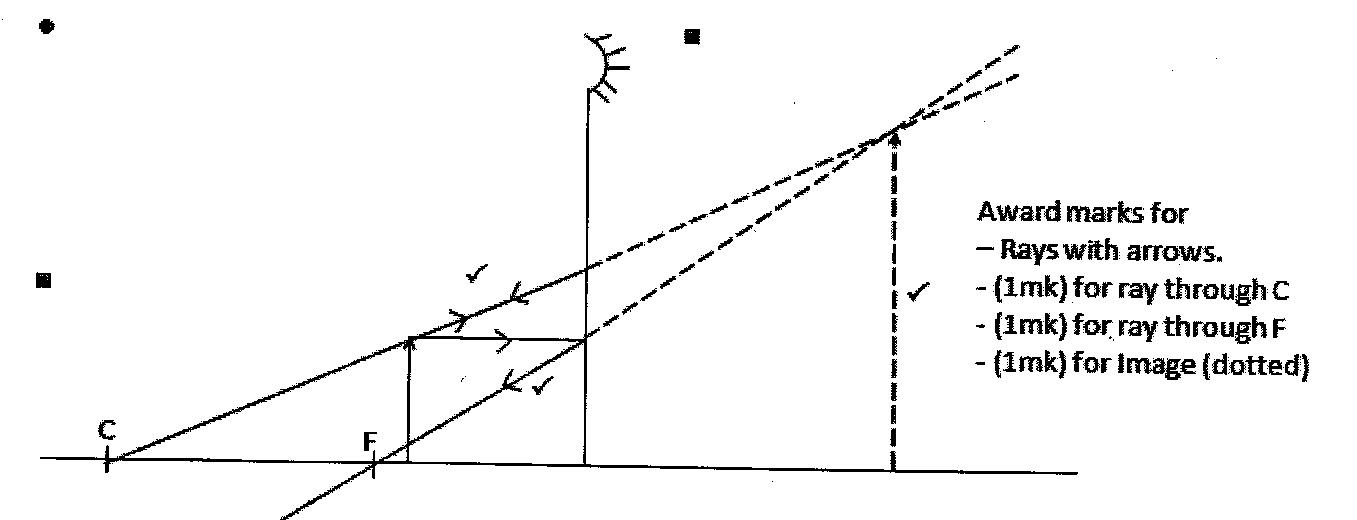 Award marks for
– Rays with arrows.
- (1mk) for ray through C
- (1mk) for ray through F
- (1mk) for Image (dotted)
C
F